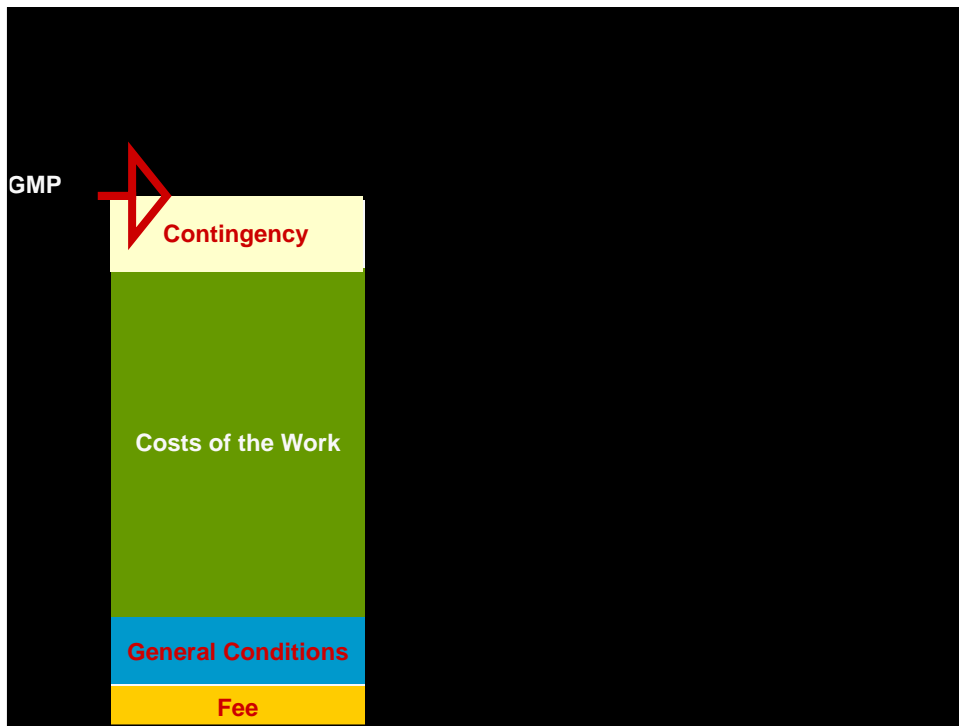 GMP
Contingency
Costs of the Work
General Conditions
Fee